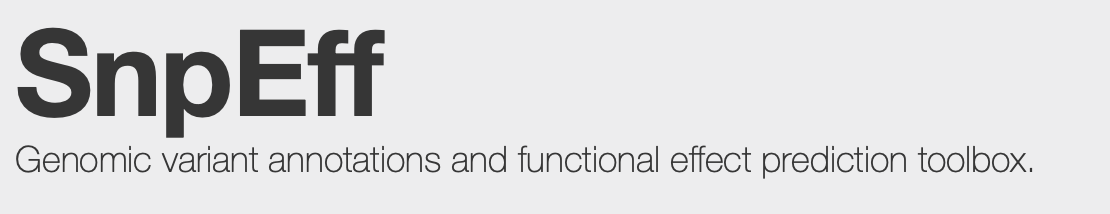 SnpEff
Genomic variant annotations and functional effect prediction toolbox.